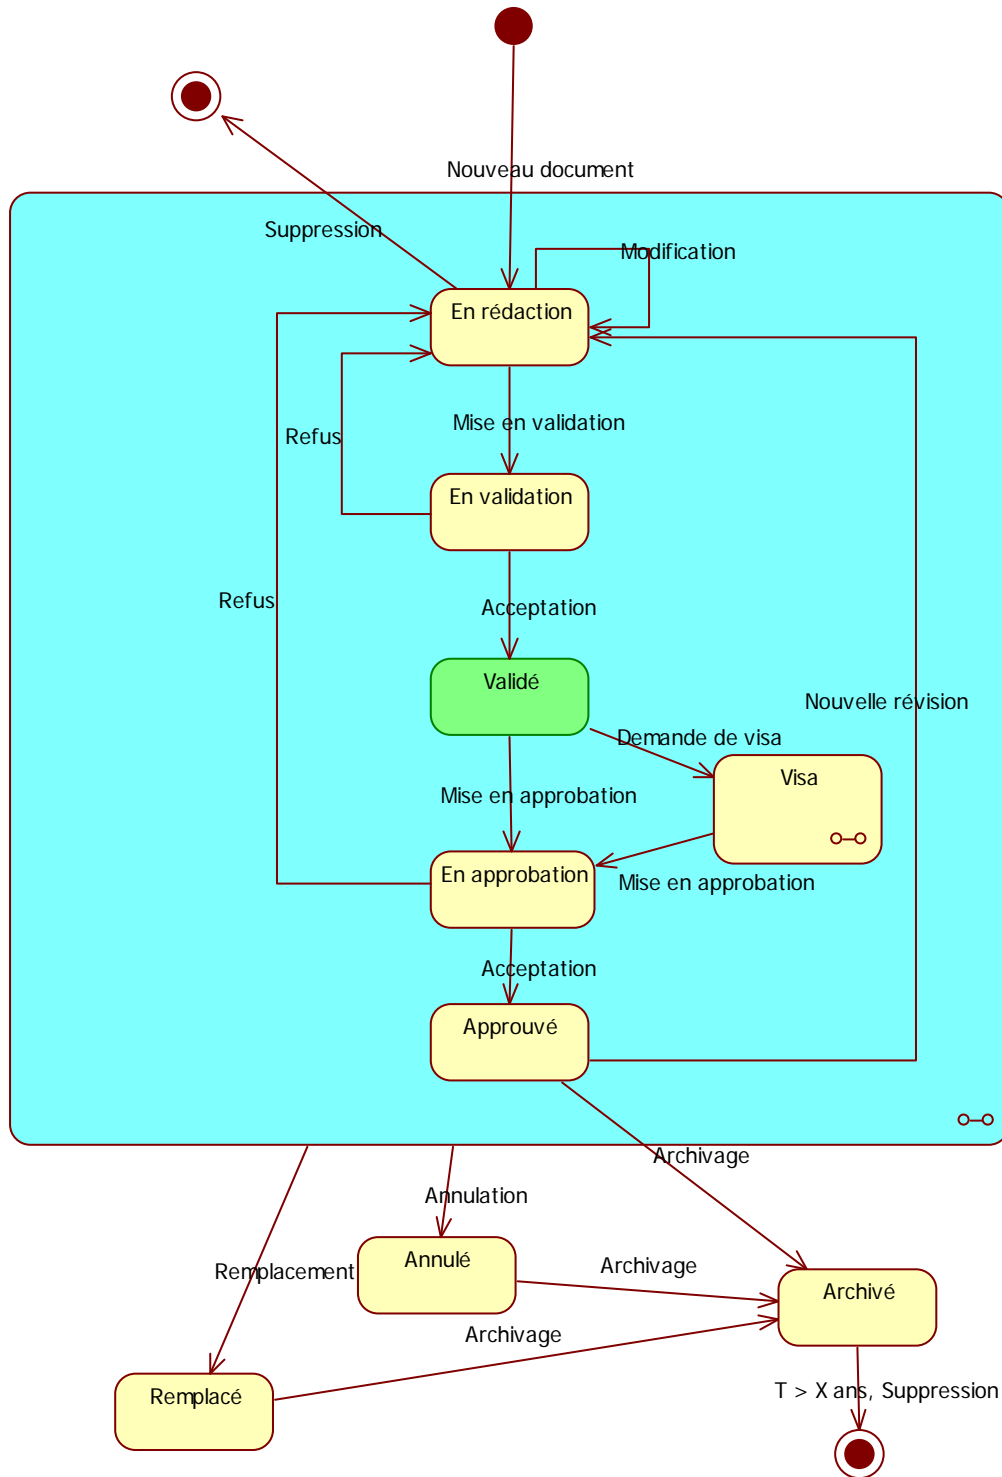 Nouveau document
Suppression
Modification
En rédaction
Mise en validation
Refus
En validation
Refus
Acceptation
Validé
Nouvelle révision
Demande de visa
Visa
Mise en approbation
En approbation
Mise en approbation
Acceptation
Approuvé
Archivage
Annulation
Annulé
Archivage
Remplacement
Archivé
Archivage
Remplacé
T > X ans, Suppression